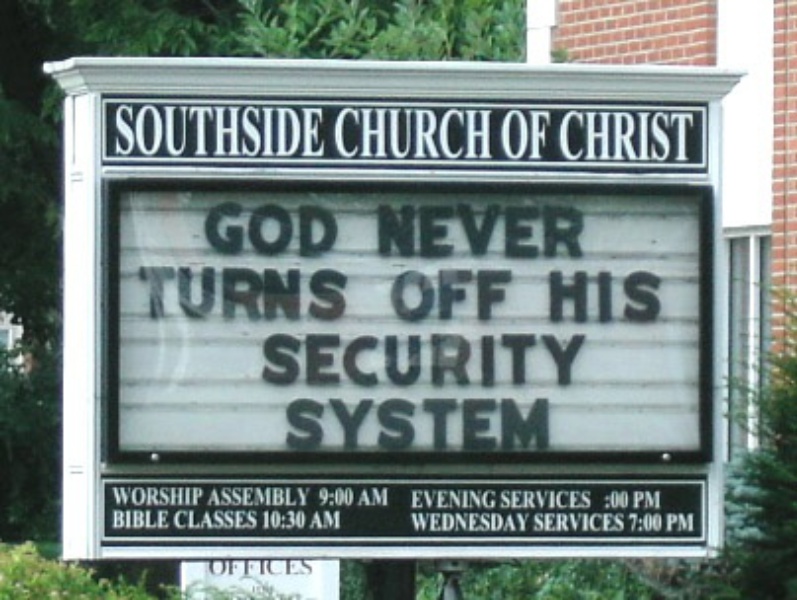 SOUTHSIDE CHURCH OF CHRIST
GOD NEVER
TURNS OFF HIS
SECURITY
SYSTEM
WORSHIP ASSEMBLY 9:00 AM EVENING SERVICES :00 PM
BIBLE CLASSES 10:30 AM WEDNESDAY SERVICES 7:00 PM
OFFICES